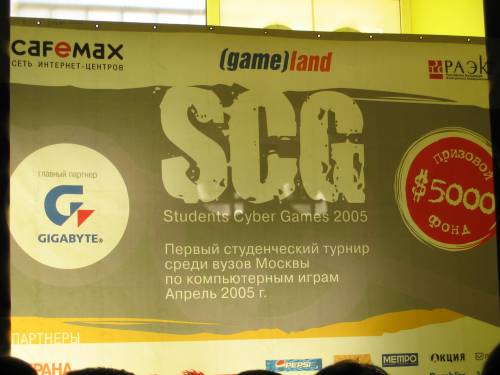 CAFEMAX
СЕТЬ ИНТЕРНЕТ-ЦЕНТРОВ
(game)land
РАЭК
SCG
Students Cyber Games 2005
главный партнер
G
GIGABYTE®
призовой
$5000
фонд
Первый студенческий турнир
среди вузов Москвы
по компьютерным играм
Апрель 2005 г.
ПАРТНЕРЫ
PEPSI
МЕТРО
АКЦИЯ